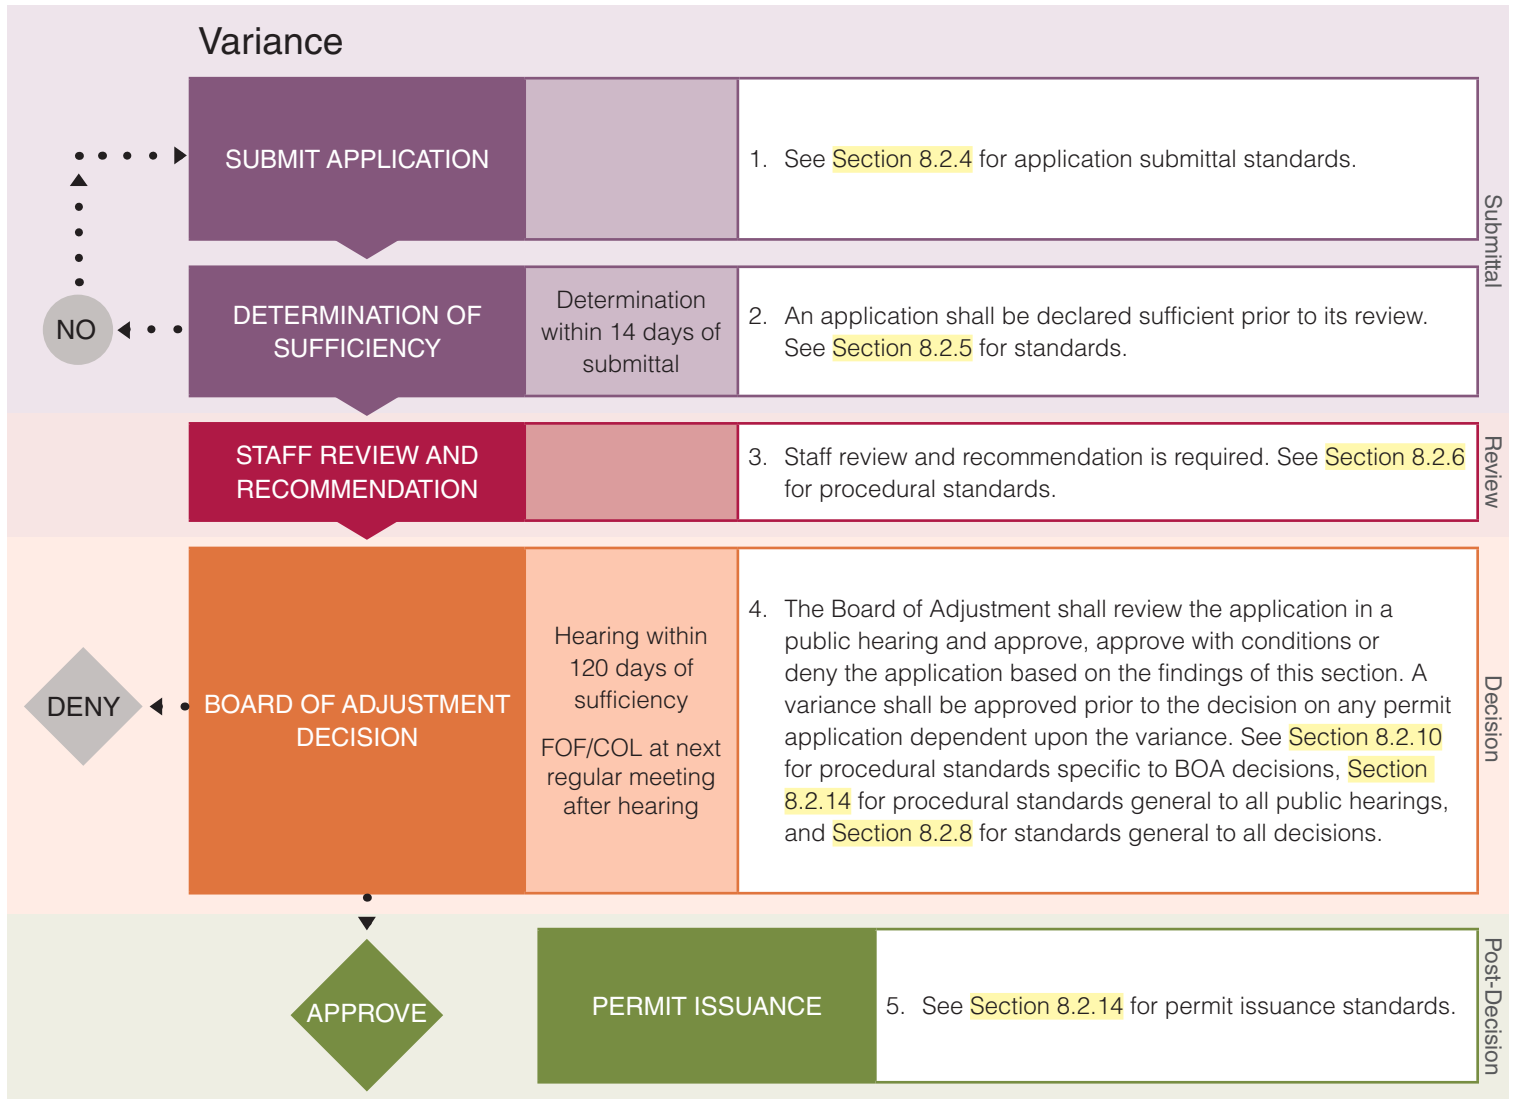 Variance
SUBMIT APPLICATION
1. See Section 8.2.4 for application submittal standards.
Submittal
NO
DETERMINATION OF
SUFFICIENCY
Determination
within 14 days of
submittal
2. An application shall be declared sufficient prior to its review.
See Section 8.2.5 for standards.
STAFF REVIEW AND
RECOMMENDATION
3. Staff review and recommendation is required. See Section 8.2.6
for procedural standards.
Review
DENY
BOARD OF ADJUSTMENT
DECISION
Hearing within
120 days of
sufficiency
FOF/COL at next
regular meeting
after hearing
4. The Board of Adjustment shall review the application in a
public hearing and approve, approve with conditions or
deny the application based on the findings of this section. A
variance shall be approved prior to the decision on any permit
application dependent upon the variance. See Section 8.2.10
for procedural standards specific to BOA decisions, Section
8.2.14 for procedural standards general to all public hearings,
and Section 8.2.8 for standards general to all decisions.
Decision
APPROVE
PERMIT ISSUANCE
5. See Section 8.2.14 for permit issuance standards.
Post-Decision